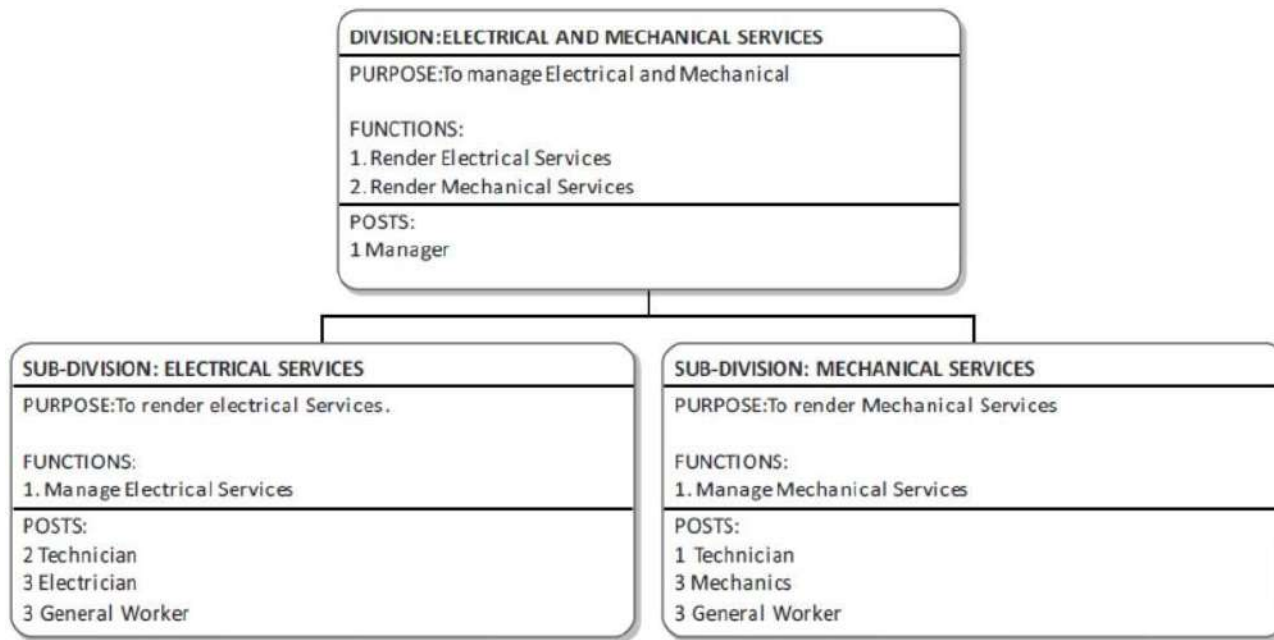 DIVISION:ELECTRICAL AND MECHANICAL SERVICES
PURPOSE:To manage Electrical and Mechanical
FUNCTIONS:
1. Render Electrical Services
2. Render Mechanical Services
POSTS:
1 Manager
SUB-DIVISION: ELECTRICAL SERVICES
PURPOSE:To render electrical Services.
FUNCTIONS:
1. Manage Electrical Services
POSTS:
2 Technician
3 Electrician
3 General Worker
SUB-DIVISION: MECHANICAL SERVICES
PURPOSE:To render Mechanical Services
FUNCTIONS:
1. Manage Mechanical Services
POSTS:
1 Technician
3 Mechanics
3 General Worker